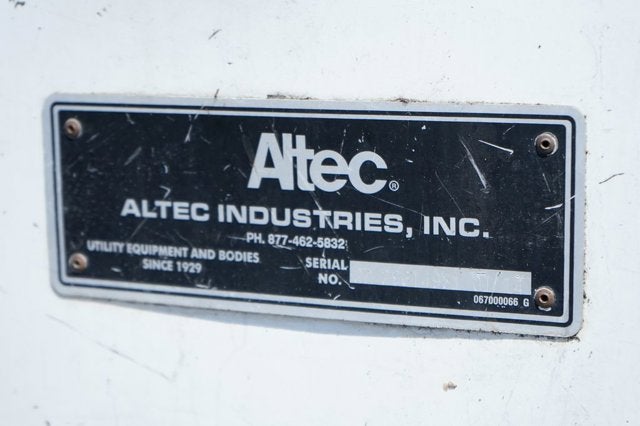 Altec®
ALTEC INDUSTRIES, INC.
PH. 877-462-5832
UTILITY EQUIPMENT AND BODIES
SINCE 1929
SERIAL
NO.
067000066 G